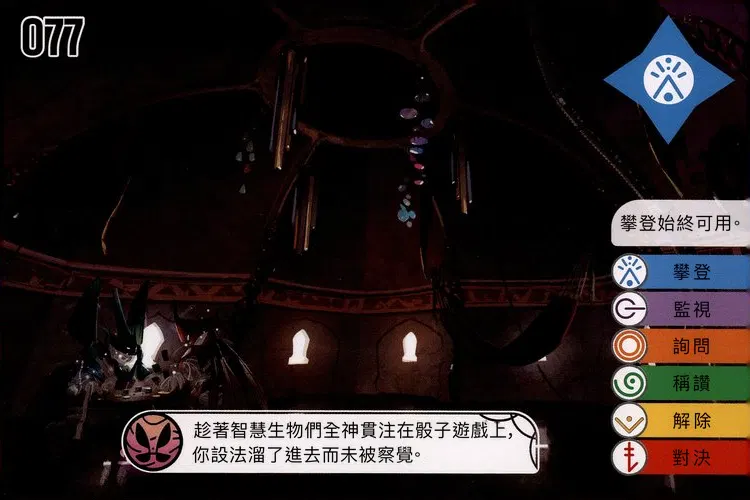 077
攀登始終可用。
攀登
監視
詢問
稱讚
解除
對決
趁著智慧生物們全神貫注在骰子遊戲上,
你設法溜了進去而未被察覺。